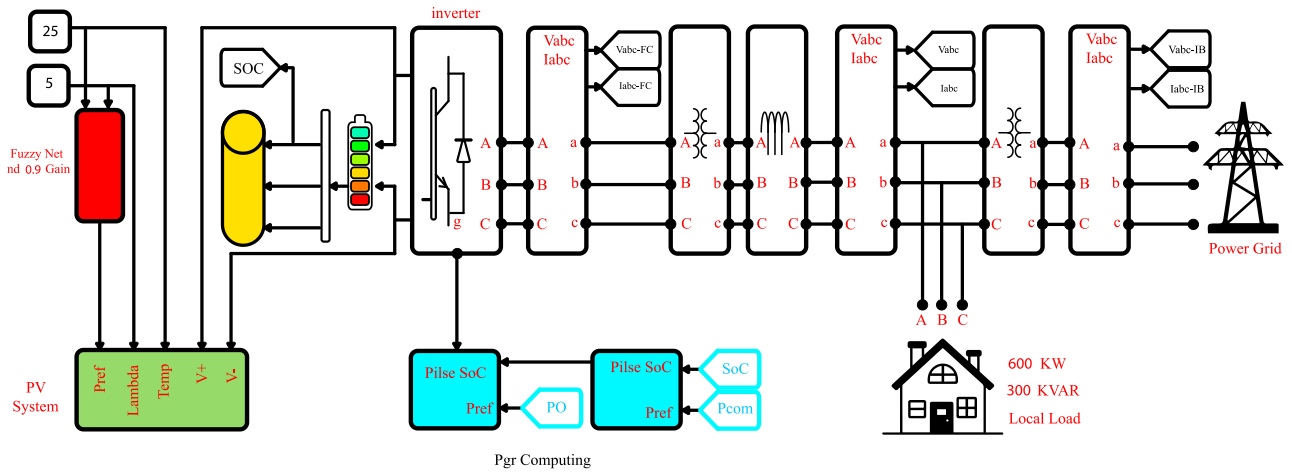 25
5
Fuzzy Net
nd 0.9 Gain
PV
System
Pref
Lambda
Temp
V+
V-
SOC
inverter
A
B
C
g
Vabc
Iabc
A
B
C
a
b
c
Vabc-FC
Iabc-FC
A
B
C
a
b
c
A
B
C
A
B
C
Vabc
Iabc
A
B
C
a
b
c
Vabc
Iabc
A
B
C
a
b
c
Vabc
Iabc
A
B
C
a
b
c
Vabc-IB
Iabc-IB
Power Grid
A B C
600 KW
300 KVAR
Local Load
Pilse SoC
Pref
PO
Pilse SoC
Pref
SoC
Pcom
Pgr Computing